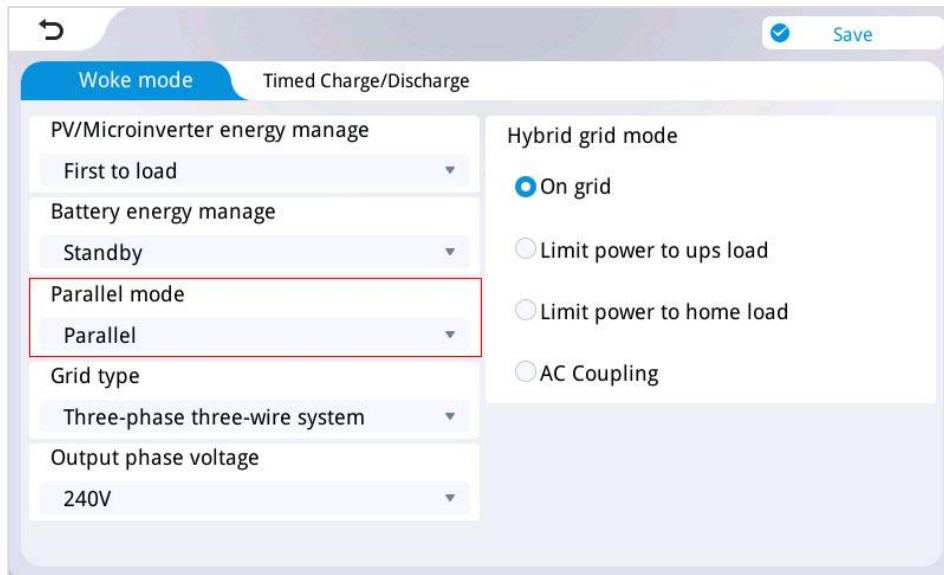 Save
Woke mode
Timed Charge/Discharge
PV/Microinverter energy manage
First to load
Battery energy manage
Standby
Parallel mode
Parallel
Grid type
Three-phase three-wire system
Output phase voltage
240V
Hybrid grid mode
On grid
Limit power to ups load
Limit power to home load
AC Coupling